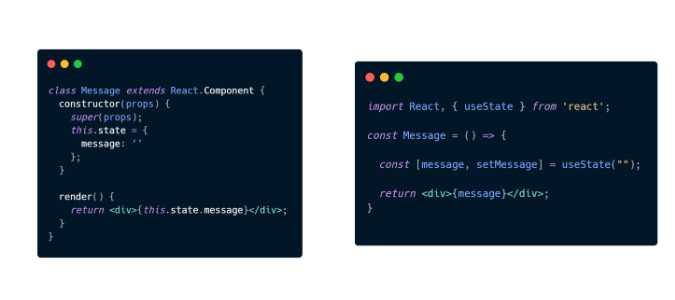 class Message extends React.Component {
  constructor(props) {
    super(props);
    this.state = {
      message: ''
    };
  }

  render() {
    return <div>{this.state.message}</div>;
  }
}
import React, { useState } from 'react';

const Message = () => {

  const [message, setMessage] = useState("");

  return <div>{message}</div>;
}